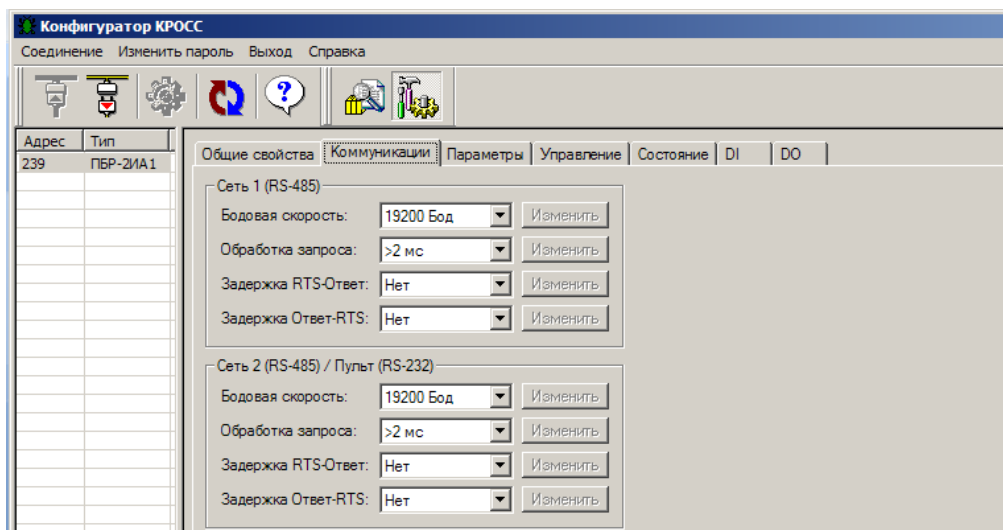 Конфигуратор КРОСС
Соединение Изменить пароль Выход Справка
Адрес Тип
239 ПБР-2ИА1
Общие свойства Коммуникации Параметры Управление Состояние DI DO
Сеть 1 (RS-485)
Бодовая скорость: 19200 Бод Изменить
Обработка запроса: >2 мс Изменить
Задержка RTS-Ответ: Нет Изменить
Задержка Ответ-RTS: Нет Изменить
Сеть 2 (RS-485) / Пульт (RS-232)
Бодовая скорость: 19200 Бод Изменить
Обработка запроса: >2 мс Изменить
Задержка RTS-Ответ: Нет Изменить
Задержка Ответ-RTS: Нет Изменить